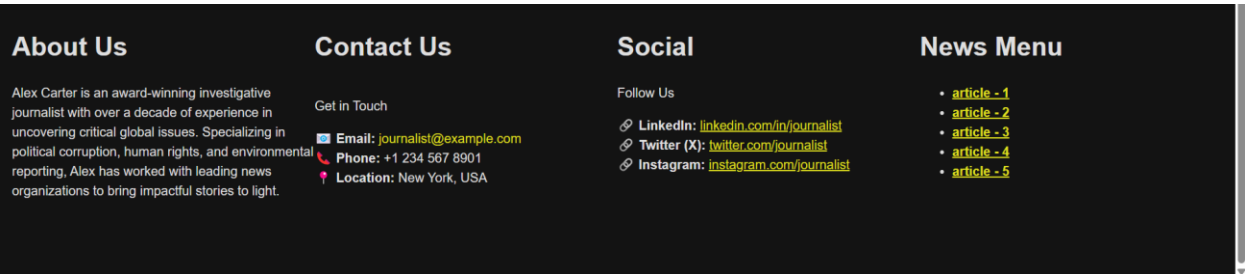 About Us
Alex Carter is an award-winning investigative
journalist with over a decade of experience in
uncovering critical global issues. Specializing in
political corruption, human rights, and environmental
reporting, Alex has worked with leading news
organizations to bring impactful stories to light.
Contact Us
Get in Touch
📧 Email: journalist@example.com
📞 Phone: +1 234 567 8901
📍 Location: New York, USA
Social
Follow Us
🔗 LinkedIn: linkedin.com/in/journalist
🔗 Twitter (X): twitter.com/journalist
🔗 Instagram: instagram.com/journalist
News Menu
• article - 1
• article - 2
• article - 3
• article - 4
• article - 5